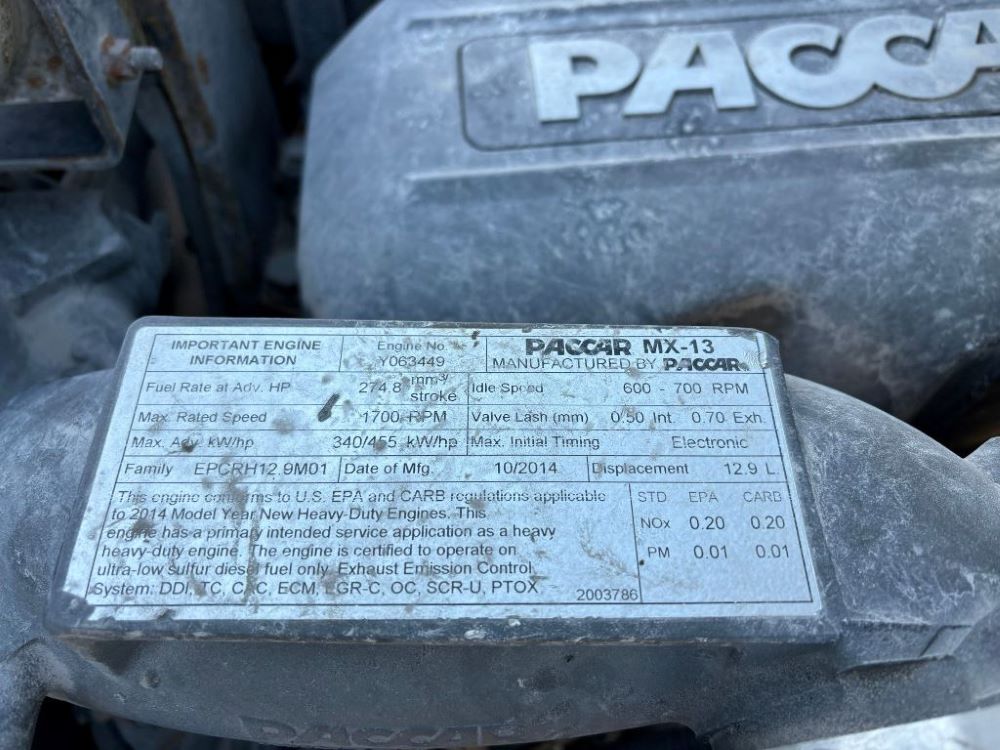 PACCA
IMPORTANT ENGINE INFORMATION
Engine No. Y063449
PACCAR MX-13
MANUFACTURED BY PACCAR
Fuel Rate at Adv. HP 274.8 mm³/stroke Idle Speed 600 - 700 RPM
Max. Rated Speed 1700 RPM Valve Lash (mm) 0.50 Int. 0.70 Exh.
Max. Adv. kW/hp 340/455 kW/hp Max. Initial Timing Electronic
Family EPCRH12.9M01 Date of Mfg. 10/2014 Displacement 12.9 L.
This engine conforms to U.S. EPA and CARB regulations applicable
to 2014 Model Year New Heavy-Duty Engines. This
engine has a primary intended service application as a heavy
heavy-duty engine. The engine is certified to operate on
ultra-low sulfur diesel fuel only. Exhaust Emission Control
System: DDI, TC, CAC, ECM, EGR-C, OC, SCR-U, PTOX
2003786
STD EPA CARB
NOx 0.20 0.20
PM 0.01 0.01
PACCAR